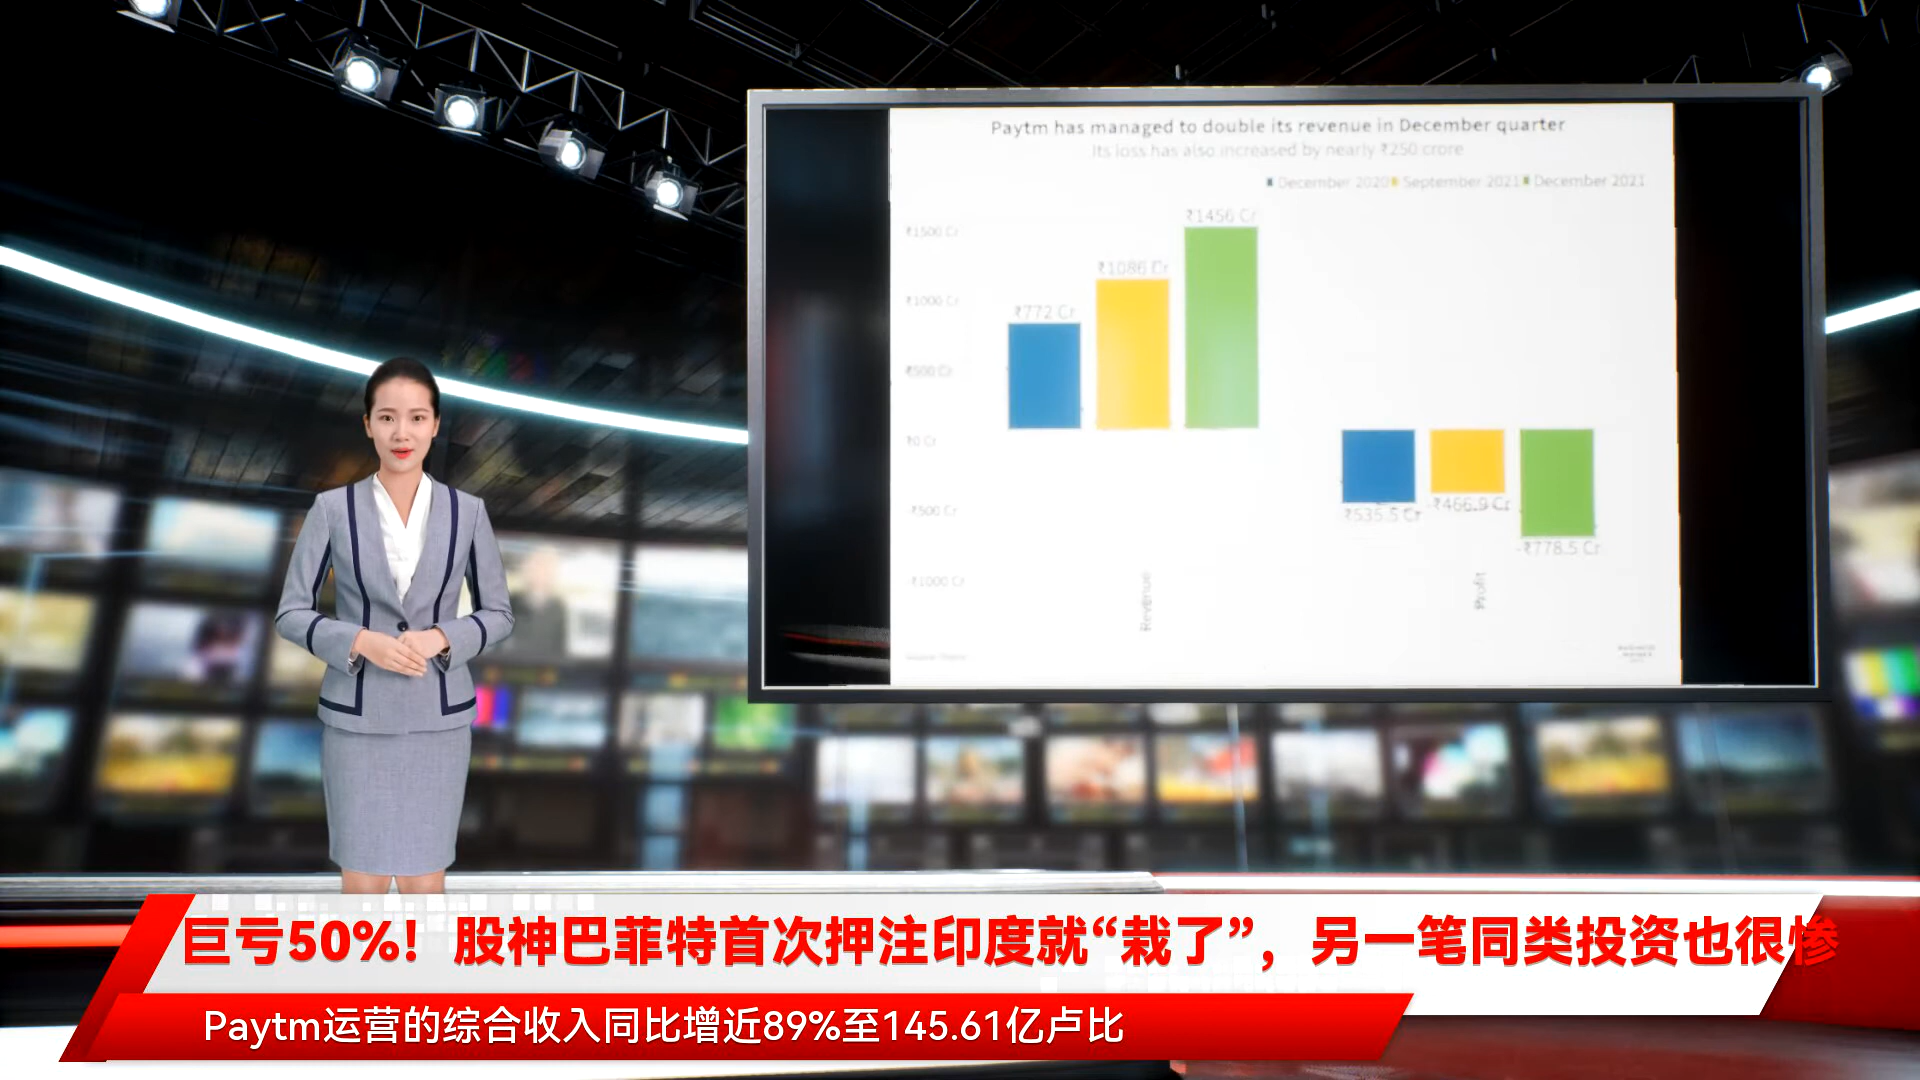 Paytm has managed to double its revenue in December quarter
Its loss has also increased by nearly ₹250 crore
December 2020 September 2021 December 2021
₹1500 Cr
₹1000 Cr
₹500 Cr
₹0 Cr
-₹500 Cr
-₹1000 Cr
₹772 Cr
₹1086 Cr
₹1456 Cr
₹535.5 Cr
-₹466.9 Cr
-₹778.5 Cr
Revenue
Profit
巨亏50%！股神巴菲特首次押注印度就“栽了”，另一笔同类投资也很惨
Paytm运营的综合收入同比增近89%至145.61亿卢比